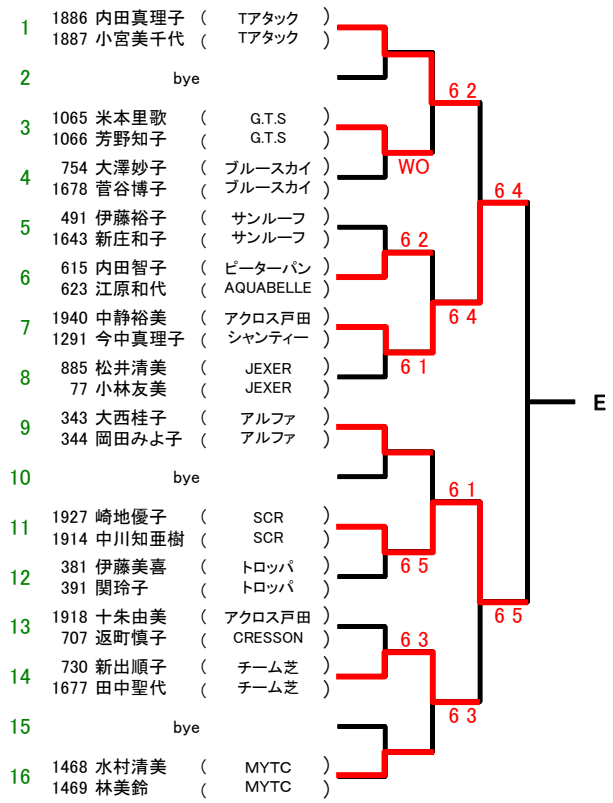 1 1886 内田真理子 ( Tアタック )
1887 小宮美千代 ( Tアタック )
2 bye
6 2
3 1065 米本里歌 ( G.T.S )
1066 芳野知子 ( G.T.S )
WO
4 754 大澤妙子 ( ブルースカイ )
1678 菅谷博子 ( ブルースカイ )
6 4
5 491 伊藤裕子 ( サンルーフ )
1643 新庄和子 ( サンルーフ )
6 2
6 615 内田智子 ( ピーターパン )
623 江原和代 ( AQUABELLE )
6 4
7 1940 中静裕美 ( アクロス戸田 )
1291 今中真理子 ( シャンティー )
6 1
8 885 松井清美 ( JEXER )
77 小林友美 ( JEXER )
E
9 343 大西桂子 ( アルファ )
344 岡田みよ子 ( アルファ )
10 bye
6 1
11 1927 崎地優子 ( SCR )
1914 中川知亜樹 ( SCR )
6 5
12 381 伊藤美喜 ( トロッパ )
391 関玲子 ( トロッパ )
6 5
13 1918 十朱由美 ( アクロス戸田 )
707 返町慎子 ( CRESSON )
6 3
14 730 新出順子 ( チーム芝 )
1677 田中聖代 ( チーム芝 )
6 3
15 bye
16 1468 水村清美 ( MYTC )
1469 林美鈴 ( MYTC )